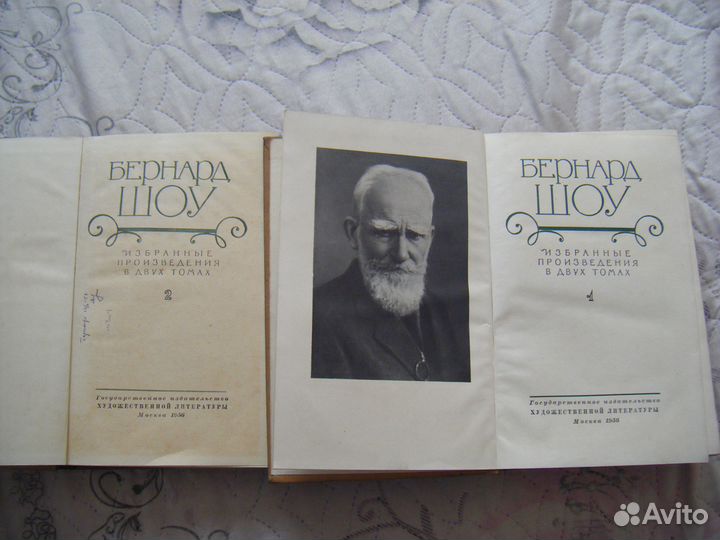 БЕРНАРД
ШОУ
ИЗБРАННЫЕ
ПРОИЗВЕДЕНИЯ
В ДВУХ ТОМАХ
2
Государственное издательство
ХУДОЖЕСТВЕННОЙ ЛИТЕРАТУРЫ
Москва 1956
БЕРНАРД
ШОУ
ИЗБРАННЫЕ
ПРОИЗВЕДЕНИЯ
В ДВУХ ТОМАХ
1
Государственное издательство
ХУДОЖЕСТВЕННОЙ ЛИТЕРАТУРЫ
Москва 1956
Avito